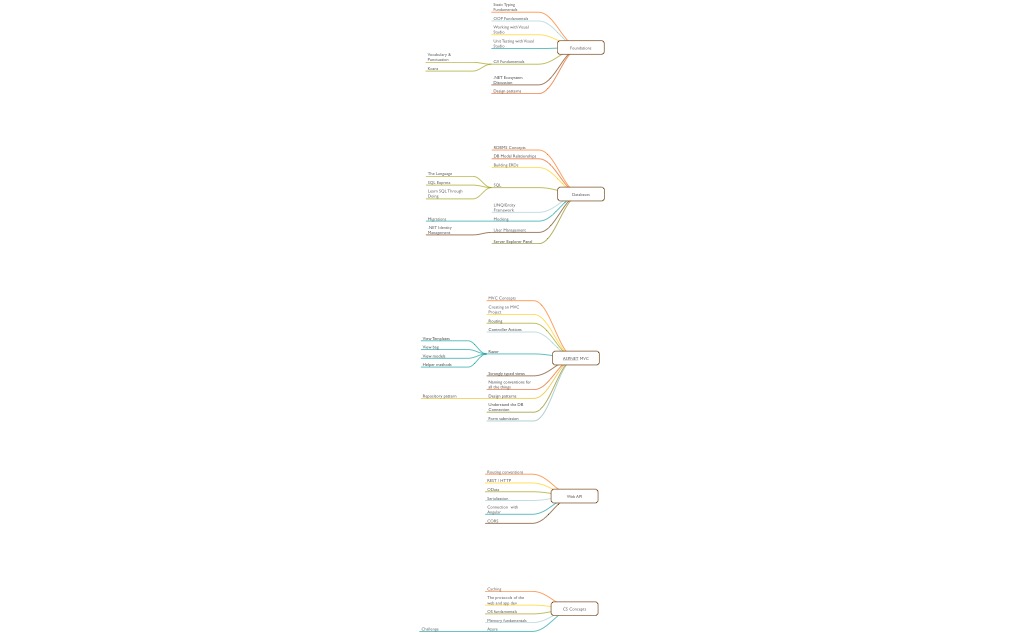 Static Typing
Fundamentals
OOP Fundamentals
Working with Visual
Studio
Unit Testing with Visual
Studio
Foundations
Vocabulary &
Punctuation
Koans
C# Fundamentals
.NET Ecosystem
Discussion
Design patterns
RDBMS Concepts
DB Model Relationships
Building ERDs
The Language
SQL Express
Learn SQL Through
Doing
SQL
Databases
LINQ/Entity
Framework
Migrations
Mocking
.NET Identity
Management
User Management
Server Explorer Panel
MVC Concepts
Creating an MVC
Project
Routing
Controller Actions
View Templates
View bag
View models
Helper methods
Razor
ASP.NET MVC
Strongly typed views
Naming conventions for
all the things
Repository pattern
Design patterns
Understand the DB
Connection
Form submission
Routing conventions
REST / HTTP
OData
Serialization
Web API
Connection with
Angular
CORS
Caching
The protocols of the
web and app dev
OS fundamentals
CS Concepts
Memory fundamentals
Challenge
Azure